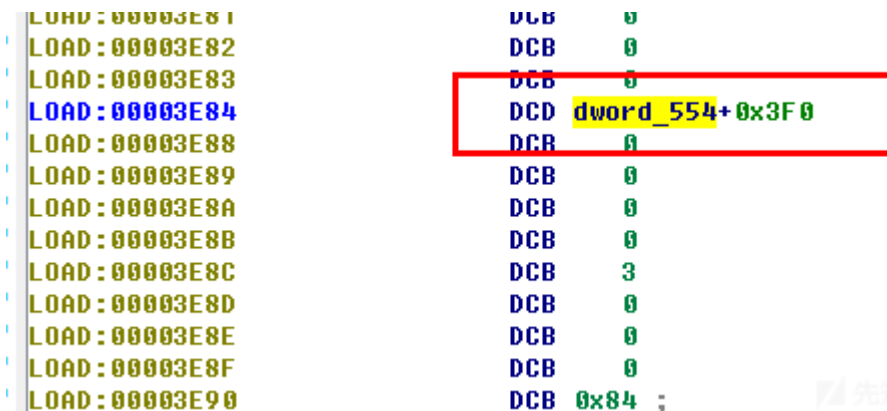 LOAD:00003E81 DCB 0
LOAD:00003E82 DCB 0
LOAD:00003E83 DCB 0
LOAD:00003E84 DCD dword_554+0x3F0
LOAD:00003E88 DCB 0
LOAD:00003E89 DCB 0
LOAD:00003E8A DCB 0
LOAD:00003E8B DCB 0
LOAD:00003E8C DCB 3
LOAD:00003E8D DCB 0
LOAD:00003E8E DCB 0
LOAD:00003E8F DCB 0
LOAD:00003E90 DCB 0x84 ;
先